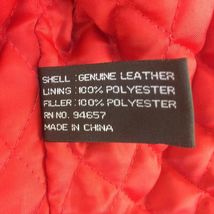 SHELL : GENUINE LEATHER
LINING : 100% POLYESTER
FILLER : 100% POLYESTER
RN NO. 94657
MADE IN CHINA